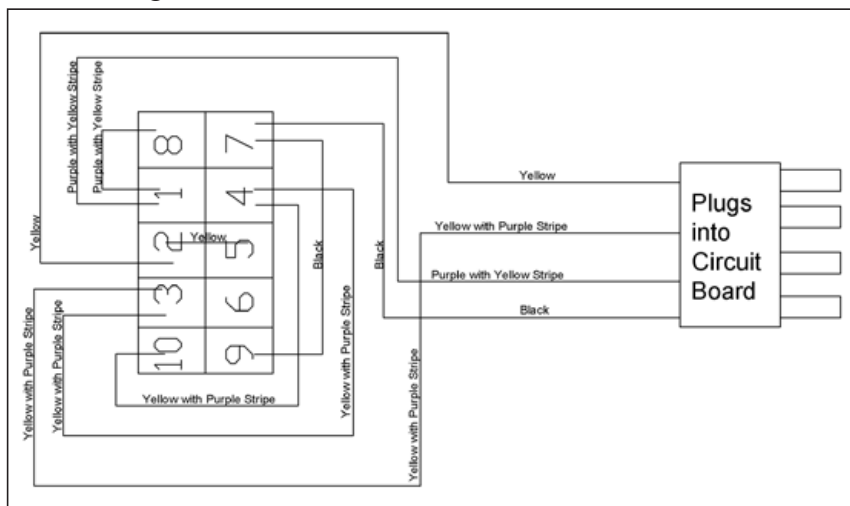 Purple with Yellow Stripe
Purple with Yellow Stripe
Yellow
8
7
1
4
2
Yellow
5
3
6
10
9
Black
Black
Yellow with Purple Stripe
Yellow with Purple Stripe
Yellow with Purple Stripe
Yellow with Purple Stripe
Yellow with Purple Stripe
Yellow
Yellow with Purple Stripe
Purple with Yellow Stripe
Black
Plugs
into
Circuit
Board